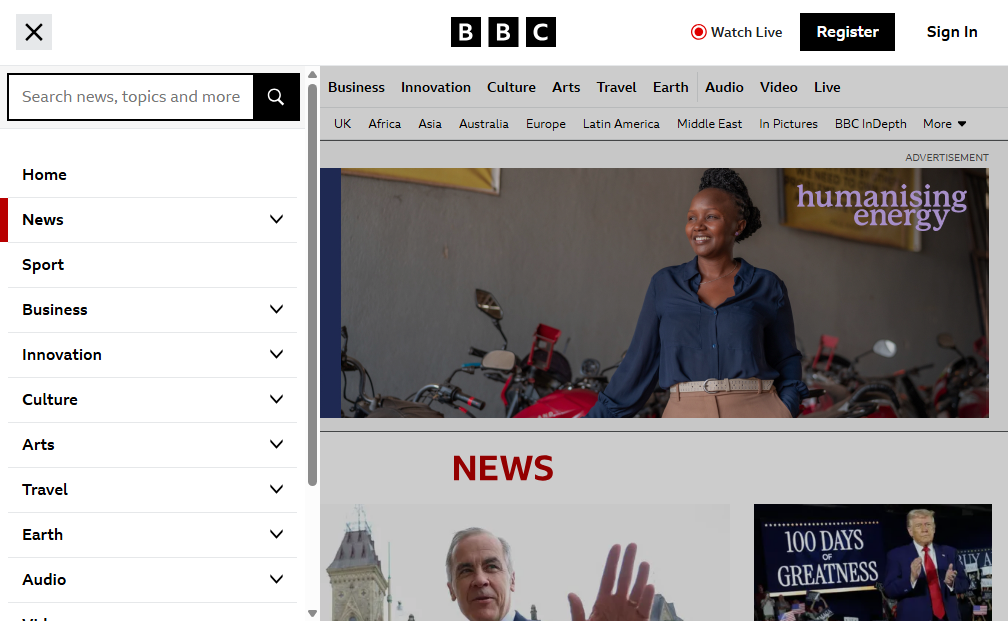 BBC
Watch Live
Register
Sign In
Search news, topics and more
Business Innovation Culture Arts Travel Earth Audio Video Live
UK Africa Asia Australia Europe Latin America Middle East In Pictures BBC InDepth More
ADVERTISEMENT
Home
News
Sport
Business
Innovation
Culture
Arts
Travel
Earth
Audio
humanising
energy
NEWS
100 DAYS
OF
GREATNESS